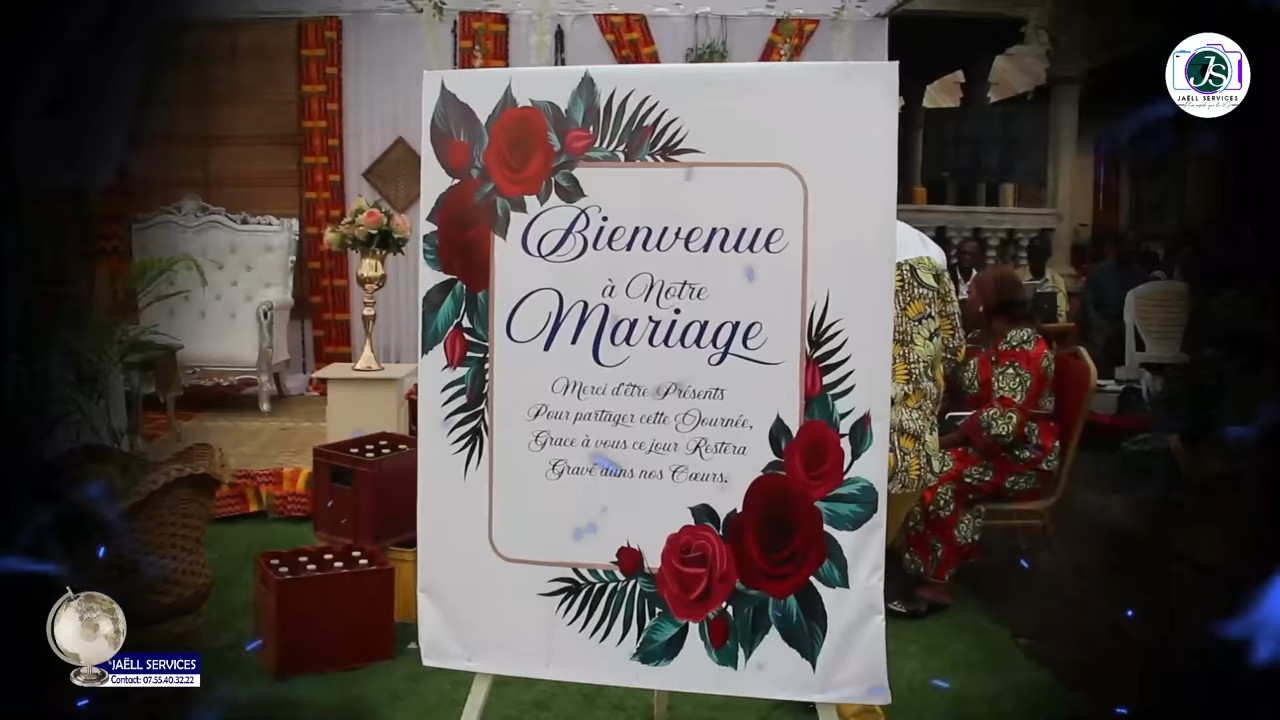 JS
JAËLL SERVICES
Bienvenue
à Notre
Mariage
Merci d'être Présents
Pour partager cette Journée,
Grace à vous ce jour Restera
Gravé dans nos Cœurs.
JAËLL SERVICES
Contact: 07.55.40.32.22